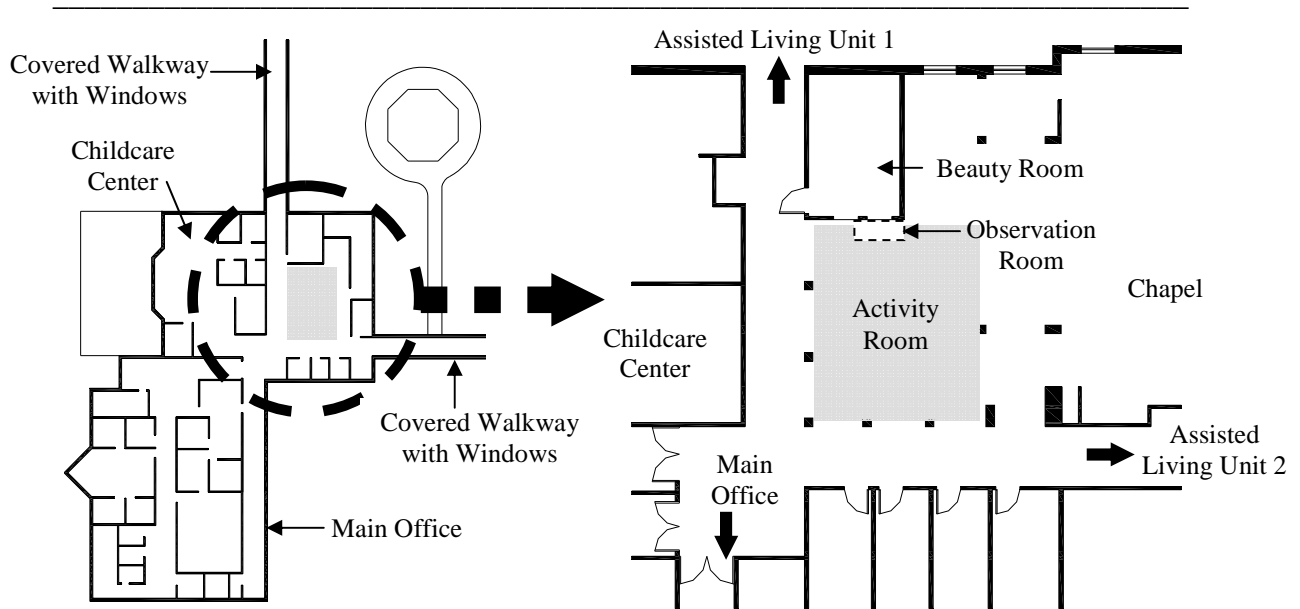 Covered Walkway
with Windows
Childcare
Center
Covered Walkway
with Windows
Main Office
Assisted Living Unit 1
Beauty Room
Observation
Room
Activity
Room
Chapel
Childcare
Center
Main
Office
Assisted
Living Unit 2